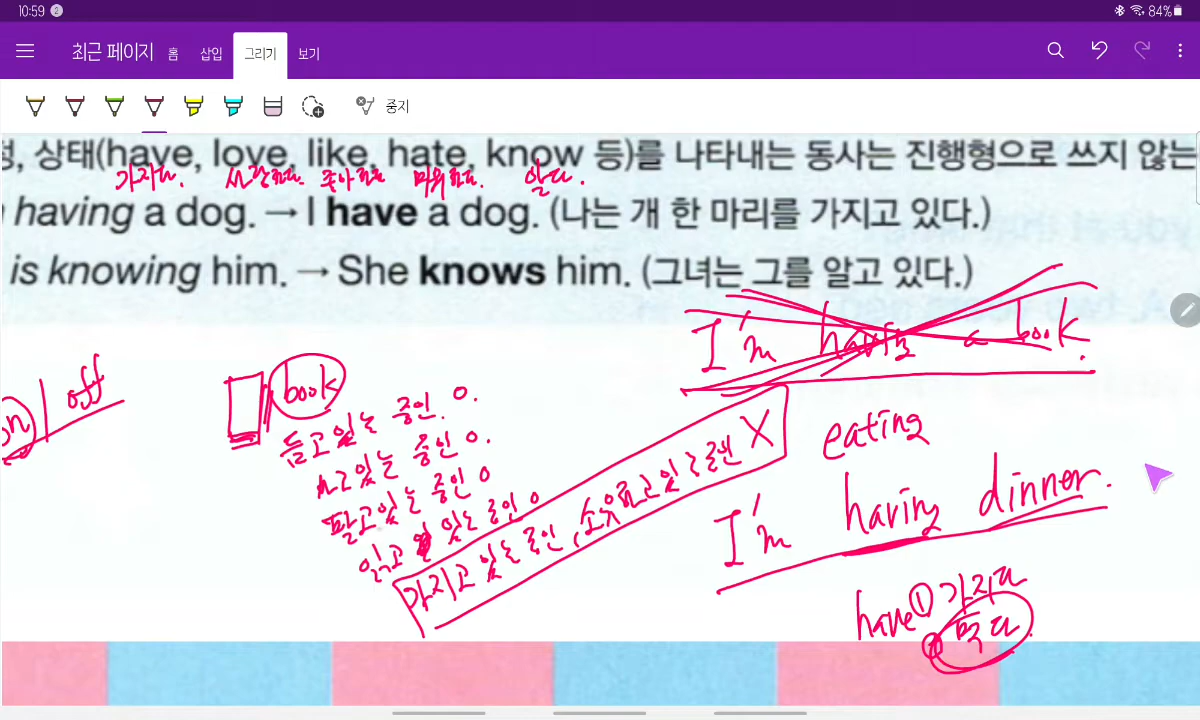 10:59 2 84%
최근 페이지 홈 삽입 그리기 보기
중지
정, 상태(have, love, like, hate, know 등)를 나타내는 동사는 진행형으로 쓰지 않는
가지다. 사랑하다. 좋아하다 미워하다. 알다.
having a dog. → I have a dog. (나는 개 한 마리를 가지고 있다.)
is knowing him. → She knows him. (그녀는 그를 알고 있다.)
I'm having a book.
on / off
book
듣고 있는 중인. O.
사고 있는 중인 O.
팔고 있는 중인 O
읽고 있는 중인 O
가지고 있는 중인, 소유하고 있는 중인 X
eating
I'm having dinner.
have ① 가지다
② 먹다